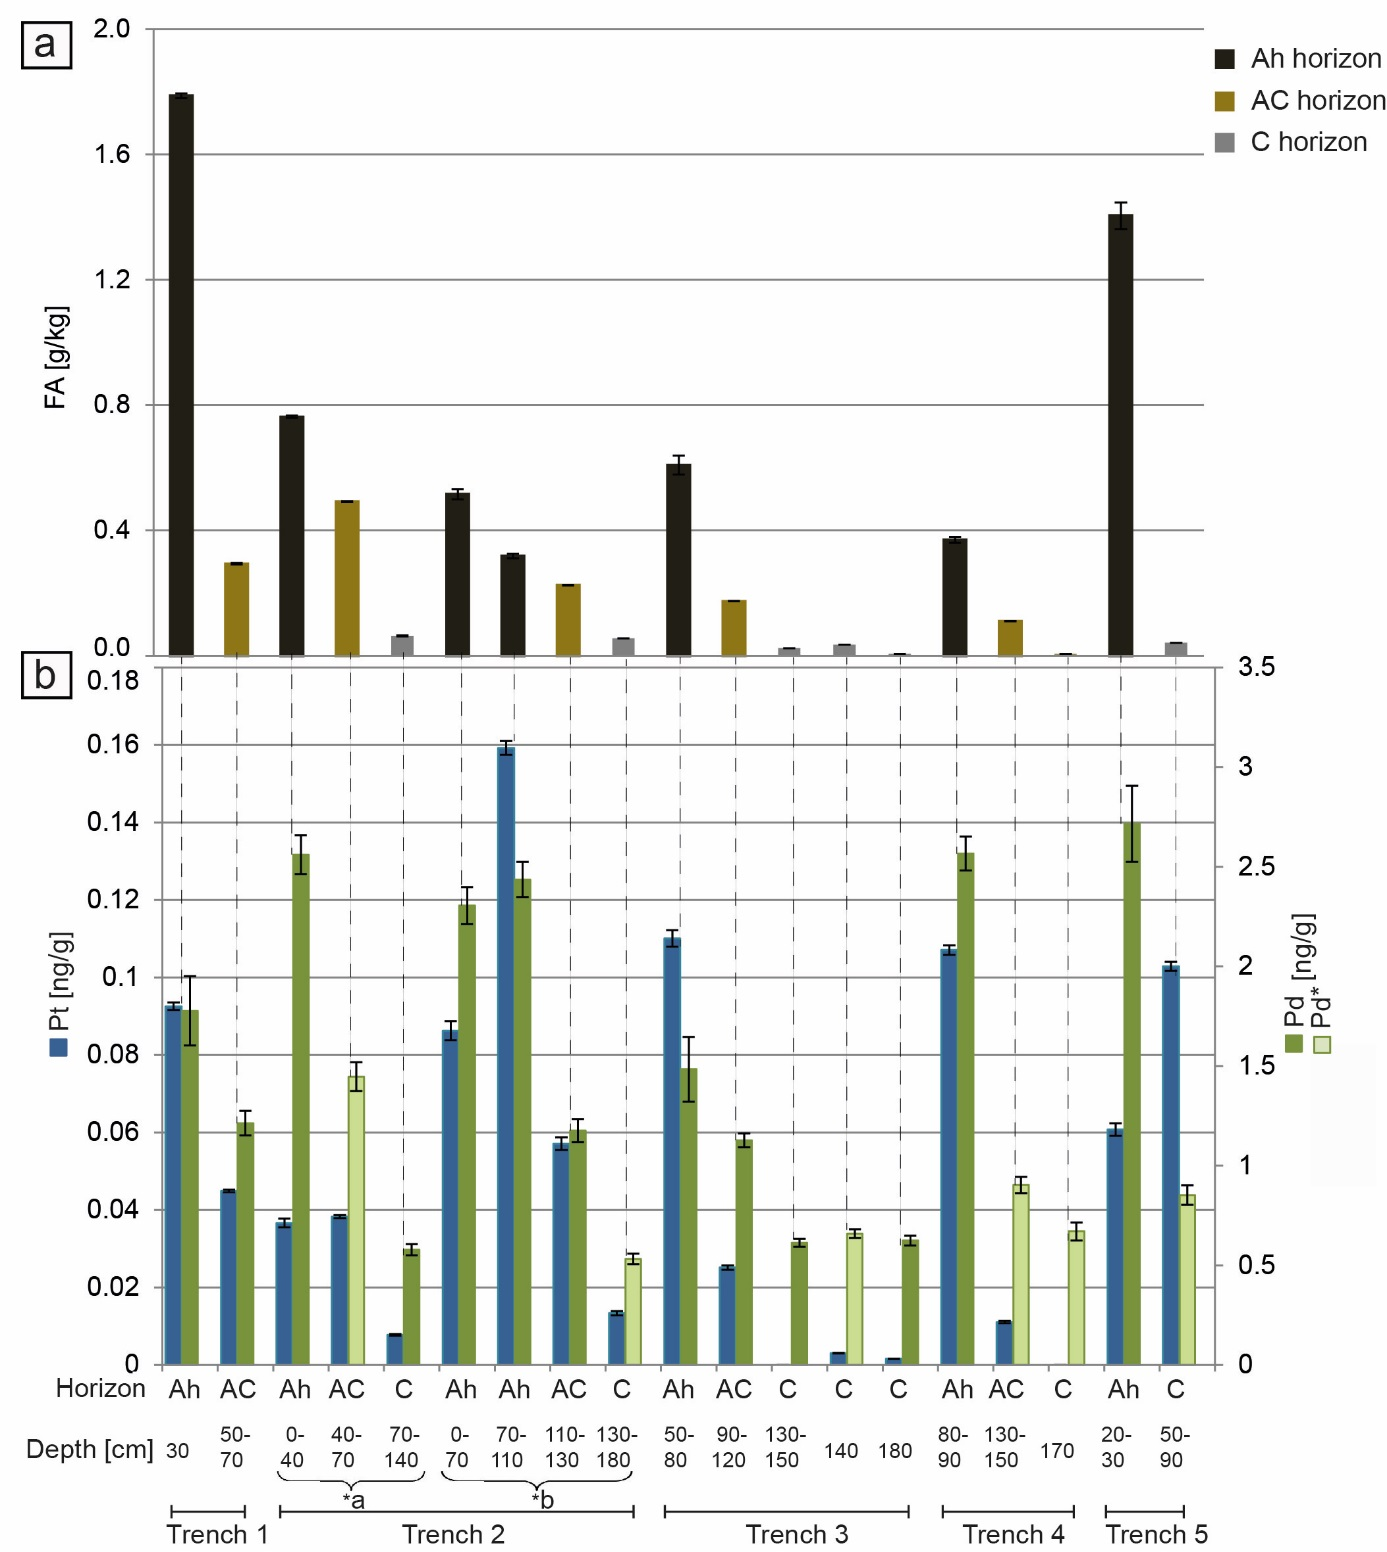 a
2.0
1.6
1.2
0.8
0.4
0.0
FA [g/kg]
Ah horizon
AC horizon
C horizon
b
0.18
0.16
0.14
0.12
0.1
0.08
0.06
0.04
0.02
0
Pt [ng/g]
3.5
3
2.5
2
1.5
1
0.5
0
Pd [ng/g]
Pd*
Horizon Ah AC Ah AC C Ah Ah AC C Ah AC C C C Ah AC C Ah C
Depth [cm] 30 50-70 0-40 40-70 70-140 0-70 70-110 110-130 130-180 50-80 90-120 130-150 140 180 80-90 130-150 170 20-30 50-90
*a *b
Trench 1 Trench 2 Trench 3 Trench 4 Trench 5